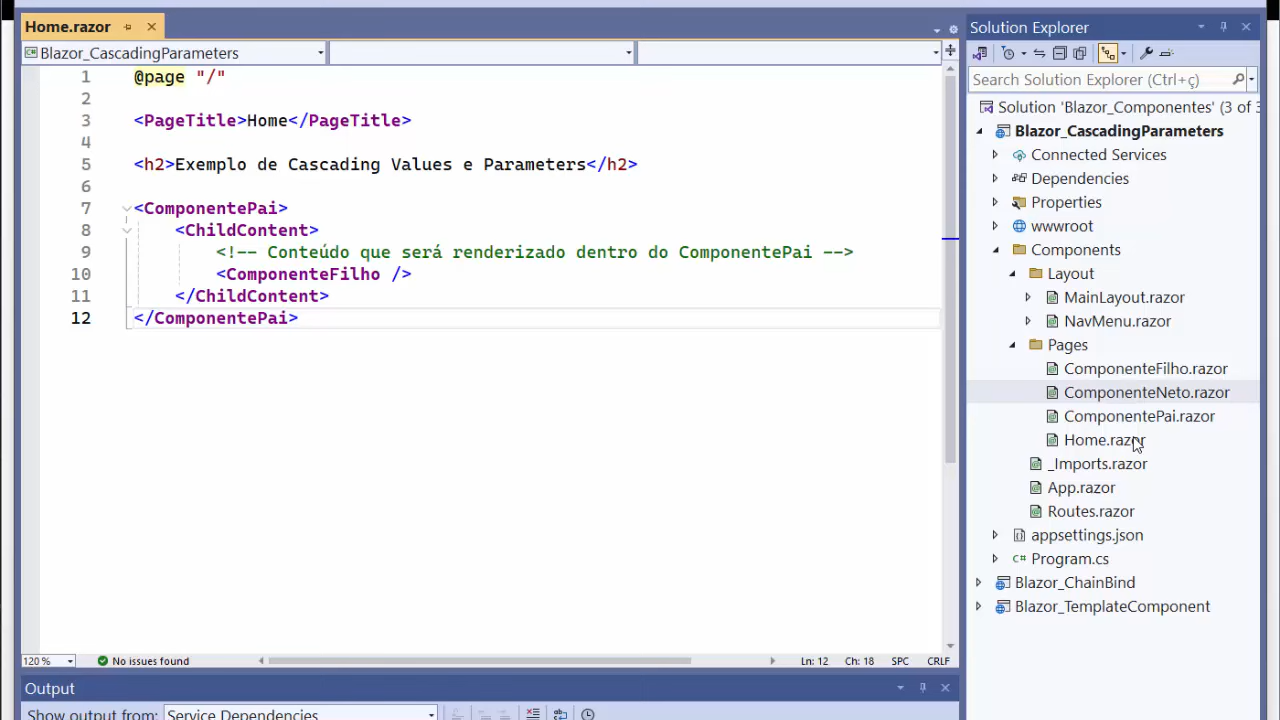 Home.razor
Blazor_CascadingParameters
1 @page "/"
2
3 <PageTitle>Home</PageTitle>
4
5 <h2>Exemplo de Cascading Values e Parameters</h2>
6
7 <ComponentePai>
8 <ChildContent>
9 <!-- Conteúdo que será renderizado dentro do ComponentePai -->
10 <ComponenteFilho />
11 </ChildContent>
12 </ComponentePai>
120 % No issues found Ln: 12 Ch: 18 SPC CRLF
Output
Show output from: Service Dependencies
Solution Explorer
Search Solution Explorer (Ctrl+ç)
Solution 'Blazor_Componentes' (3 of 3
Blazor_CascadingParameters
Connected Services
Dependencies
Properties
wwwroot
Components
Layout
MainLayout.razor
NavMenu.razor
Pages
ComponenteFilho.razor
ComponenteNeto.razor
ComponentePai.razor
Home.razor
_Imports.razor
App.razor
Routes.razor
appsettings.json
C# Program.cs
Blazor_ChainBind
Blazor_TemplateComponent